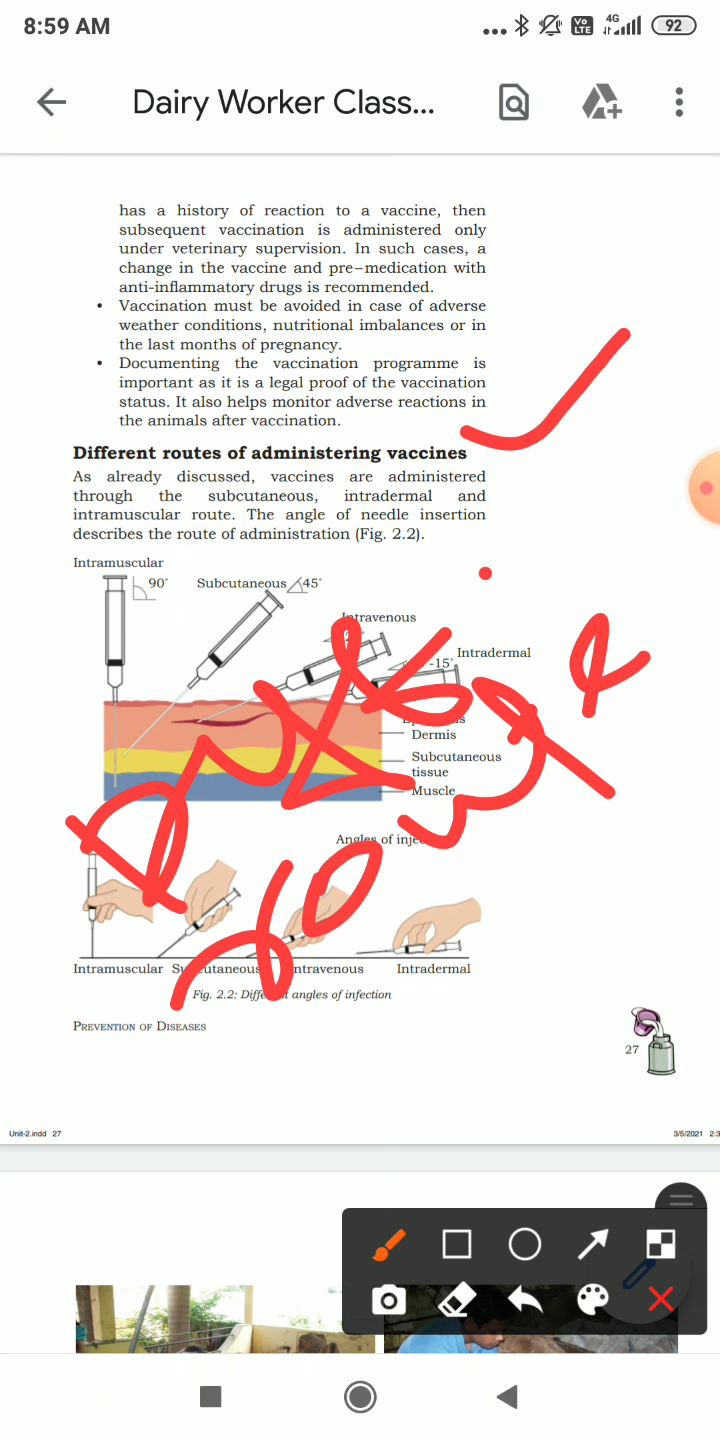 8:59 AM
Vo LTE 4G 92
Dairy Worker Class...
has a history of reaction to a vaccine, then
subsequent vaccination is administered only
under veterinary supervision. In such cases, a
change in the vaccine and pre–medication with
anti-inflammatory drugs is recommended.
• Vaccination must be avoided in case of adverse
weather conditions, nutritional imbalances or in
the last months of pregnancy.
• Documenting the vaccination programme is
important as it is a legal proof of the vaccination
status. It also helps monitor adverse reactions in
the animals after vaccination.
Different routes of administering vaccines
As already discussed, vaccines are administered
through the subcutaneous, intradermal and
intramuscular route. The angle of needle insertion
describes the route of administration (Fig. 2.2).
Intramuscular
90° Subcutaneous 45°
Intravenous
Intradermal
-15°
Dermis
Subcutaneous
tissue
Muscle
Angles of
Intramuscular Intradermal
Fig. 2.2: angles of infection
PREVENTION OF DISEASES
27
Unit-2.indd 27 3/5/2021 2:3